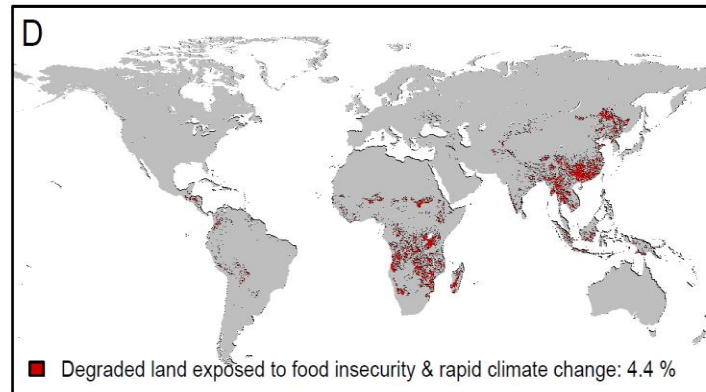 D
Degraded land exposed to food insecurity & rapid climate change: 4.4 %